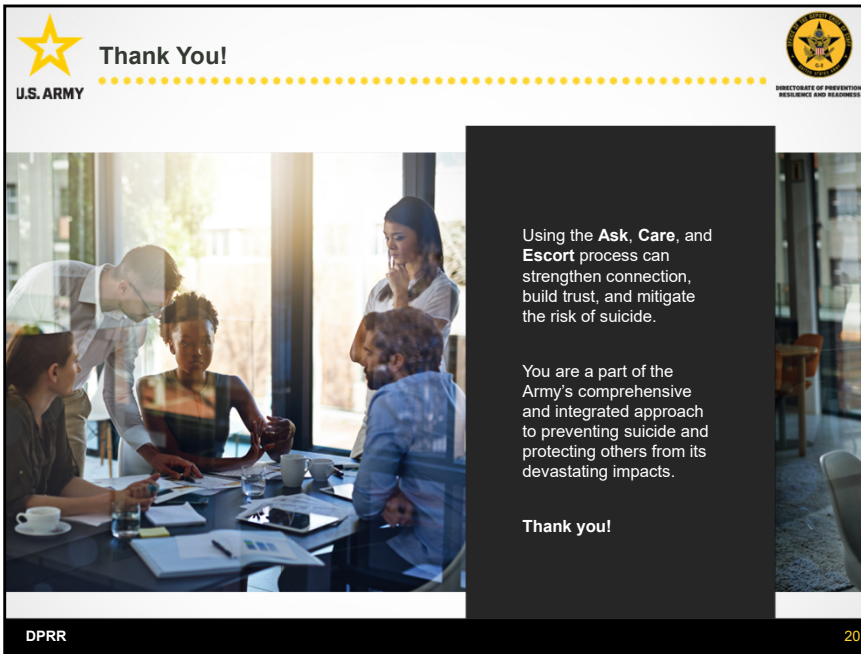 Thank You!
U.S. ARMY
DIRECTORATE OF PREVENTION
RESILIENCE AND READINESS
Using the Ask, Care, and
Escort process can
strengthen connection,
build trust, and mitigate
the risk of suicide.
You are a part of the
Army's comprehensive
and integrated approach
to preventing suicide and
protecting others from its
devastating impacts.
Thank you!
DPRR
20